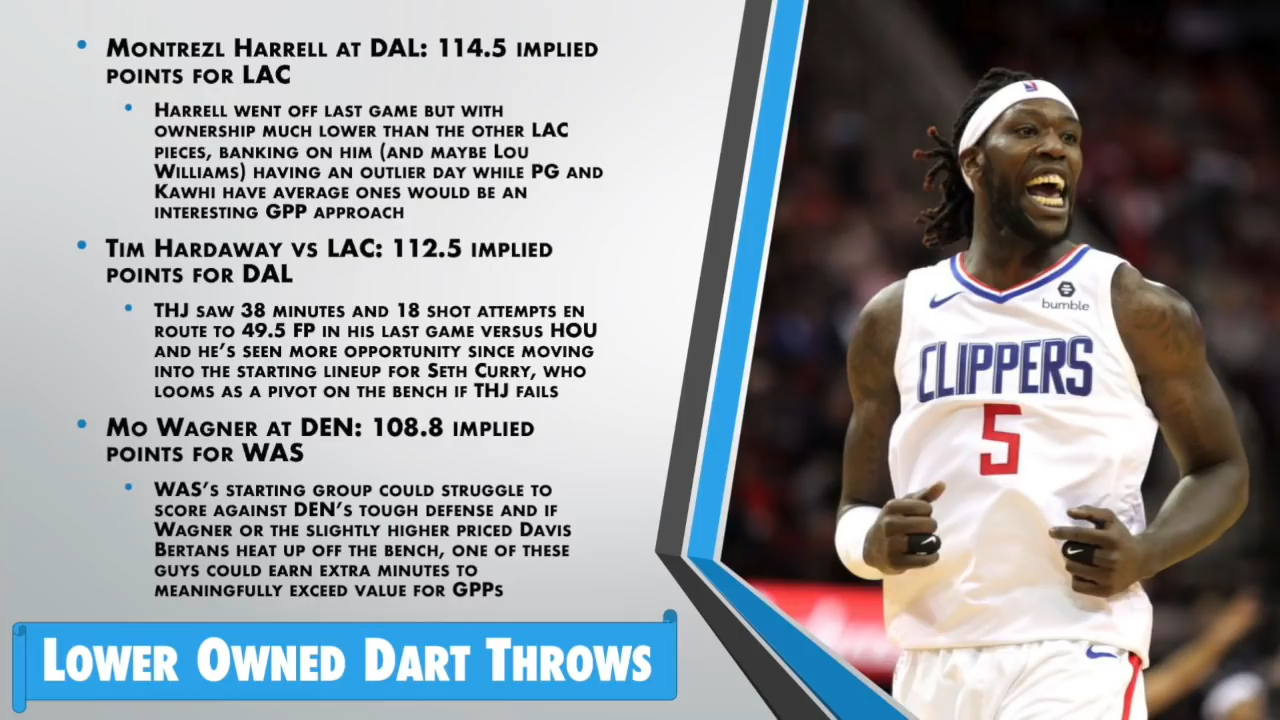 • Montrezl Harrell at DAL: 114.5 implied
points for LAC
• Harrell went off last game but with
ownership much lower than the other LAC
pieces, banking on him (and maybe Lou
Williams) having an outlier day while PG and
Kawhi have average ones would be an
interesting GPP approach
• Tim Hardaway vs LAC: 112.5 implied
points for DAL
• THJ saw 38 minutes and 18 shot attempts en
route to 49.5 FP in his last game versus HOU
and he's seen more opportunity since moving
into the starting lineup for Seth Curry, who
looms as a pivot on the bench if THJ fails
• Mo Wagner at DEN: 108.8 implied
points for WAS
• WAS's starting group could struggle to
score against DEN's tough defense and if
Wagner or the slightly higher priced Davis
Bertans heat up off the bench, one of these
guys could earn extra minutes to
meaningfully exceed value for GPPs
Lower Owned Dart Throws
bumble
CLIPPERS
5